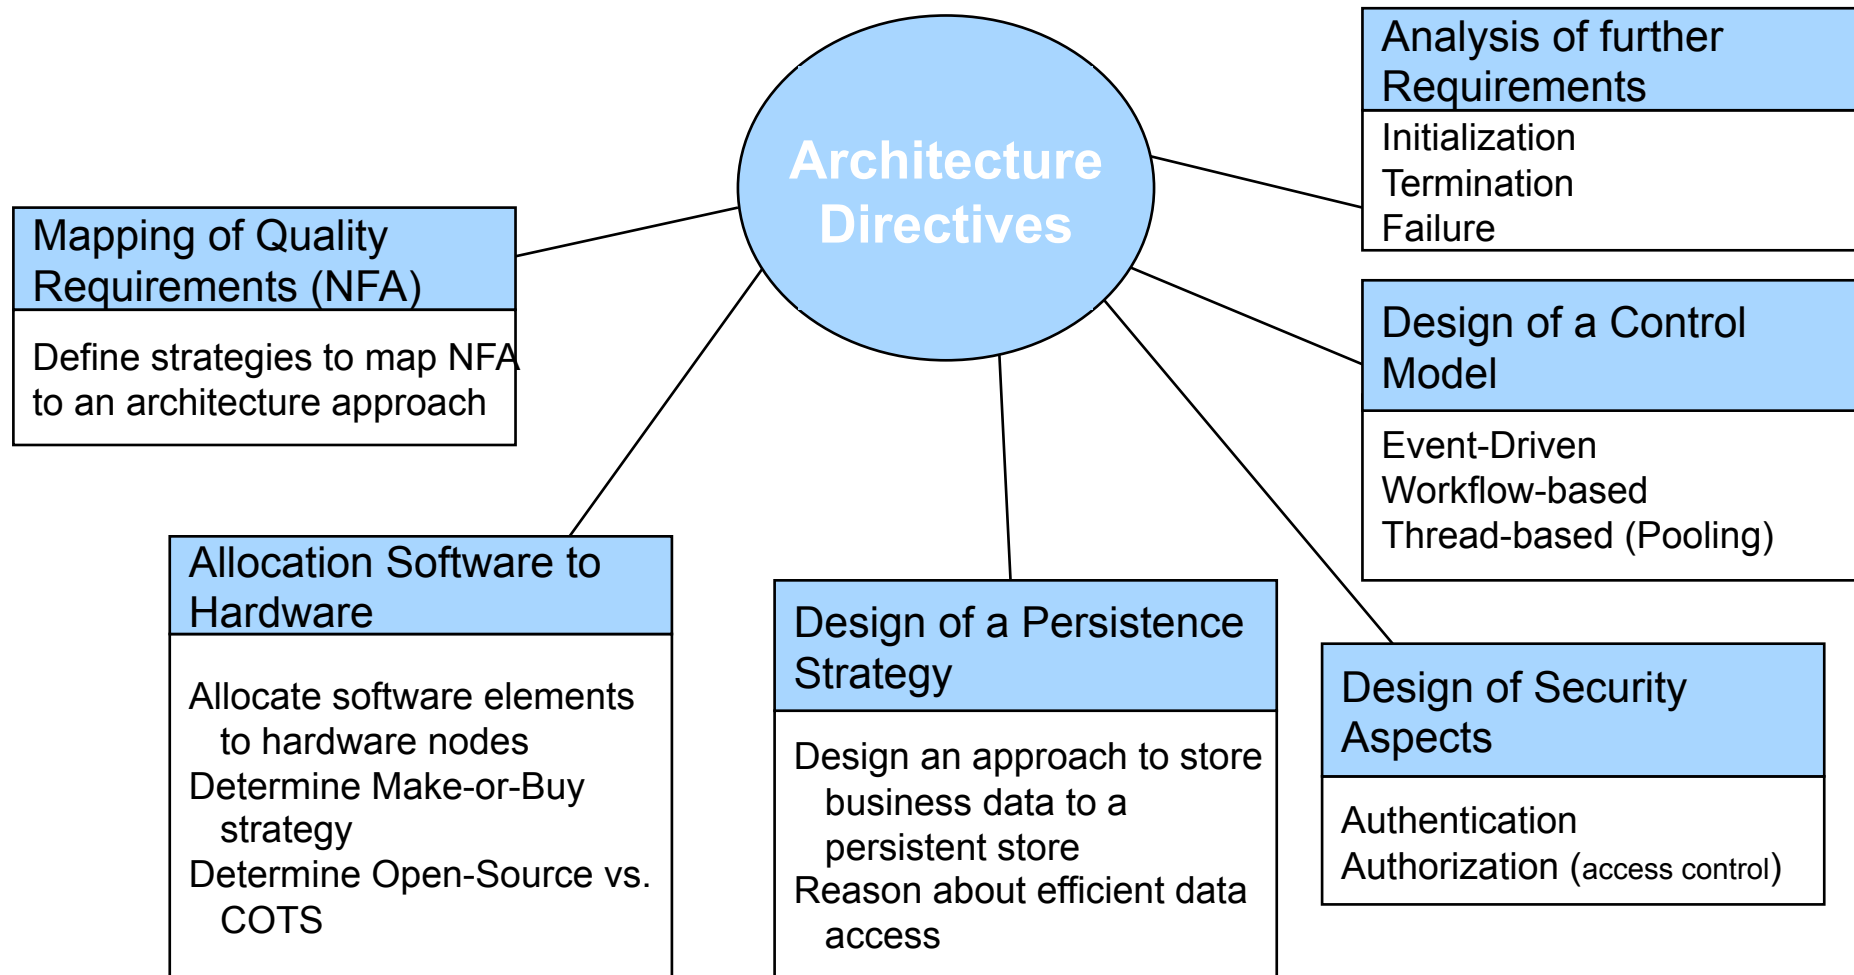 Architecture
Directives
Analysis of further
Requirements
Initialization
Termination
Failure
Mapping of Quality
Requirements (NFA)
Define strategies to map NFA
to an architecture approach
Design of a Control
Model
Event-Driven
Workflow-based
Thread-based (Pooling)
Allocation Software to
Hardware
Allocate software elements
to hardware nodes
Determine Make-or-Buy
strategy
Determine Open-Source vs.
COTS
Design of a Persistence
Strategy
Design an approach to store
business data to a
persistent store
Reason about efficient data
access
Design of Security
Aspects
Authentication
Authorization (access control)